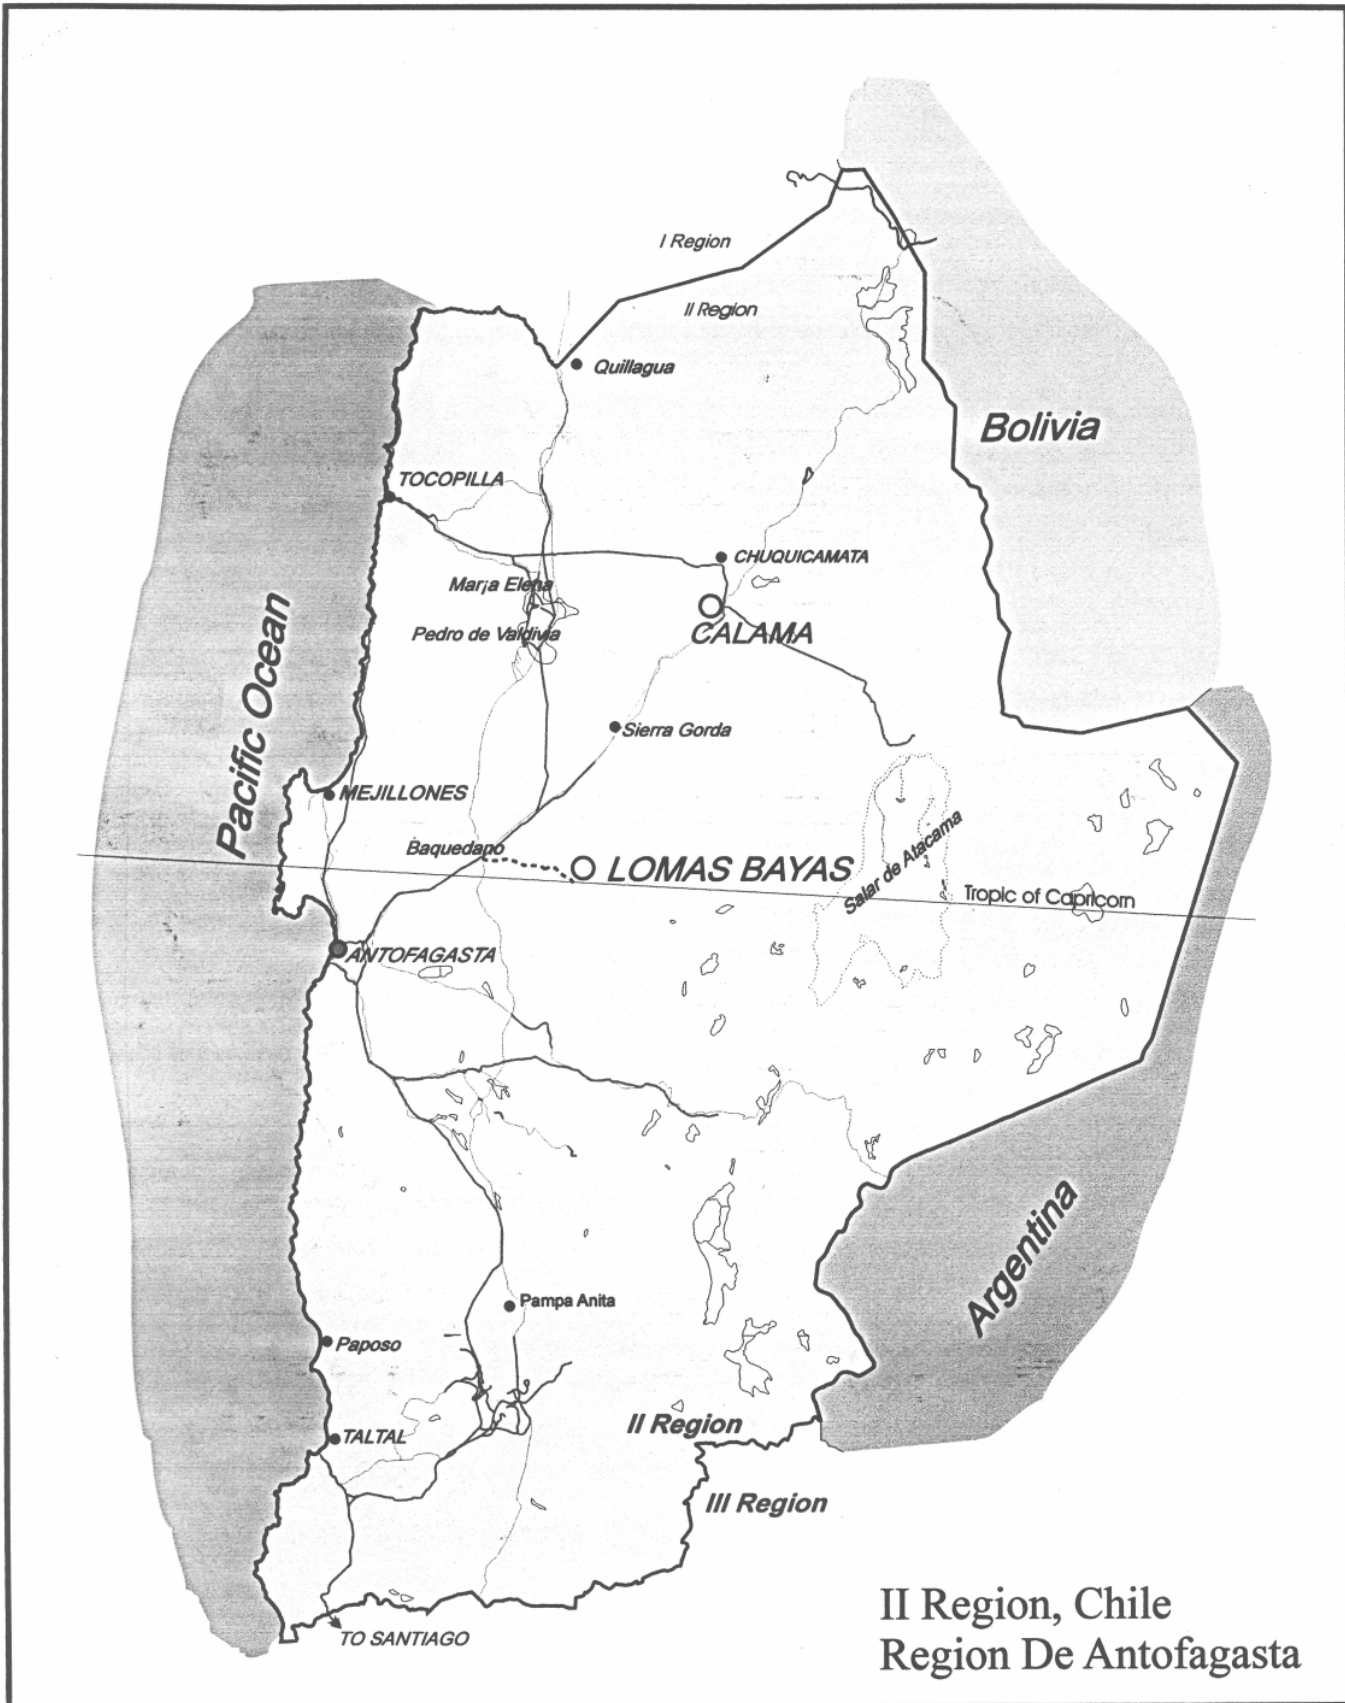 I Region
II Region
Quillagua
Bolivia
TOCOPILLA
CHUQUICAMATA
Mar¡a Elena
Pedro de Valdivia
CALAMA
Pacific Ocean
Sierra Gorda
MEJILLONES
Baquedano
LOMAS BAYAS
Salar de Atacama
Tropic of Capricorn
ANTOFAGASTA
Argentina
Pampa Anita
Paposo
II Region
TALTAL
III Region
TO SANTIAGO
II Region, Chile
Region De Antofagasta